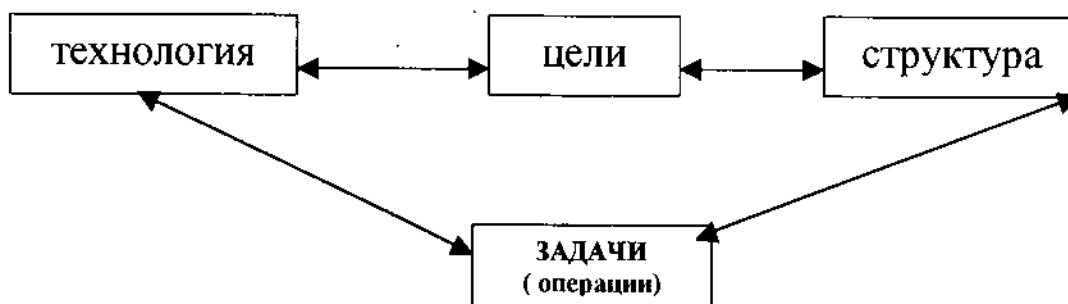 технология
цели
структура
ЗАДАЧИ
( операции)